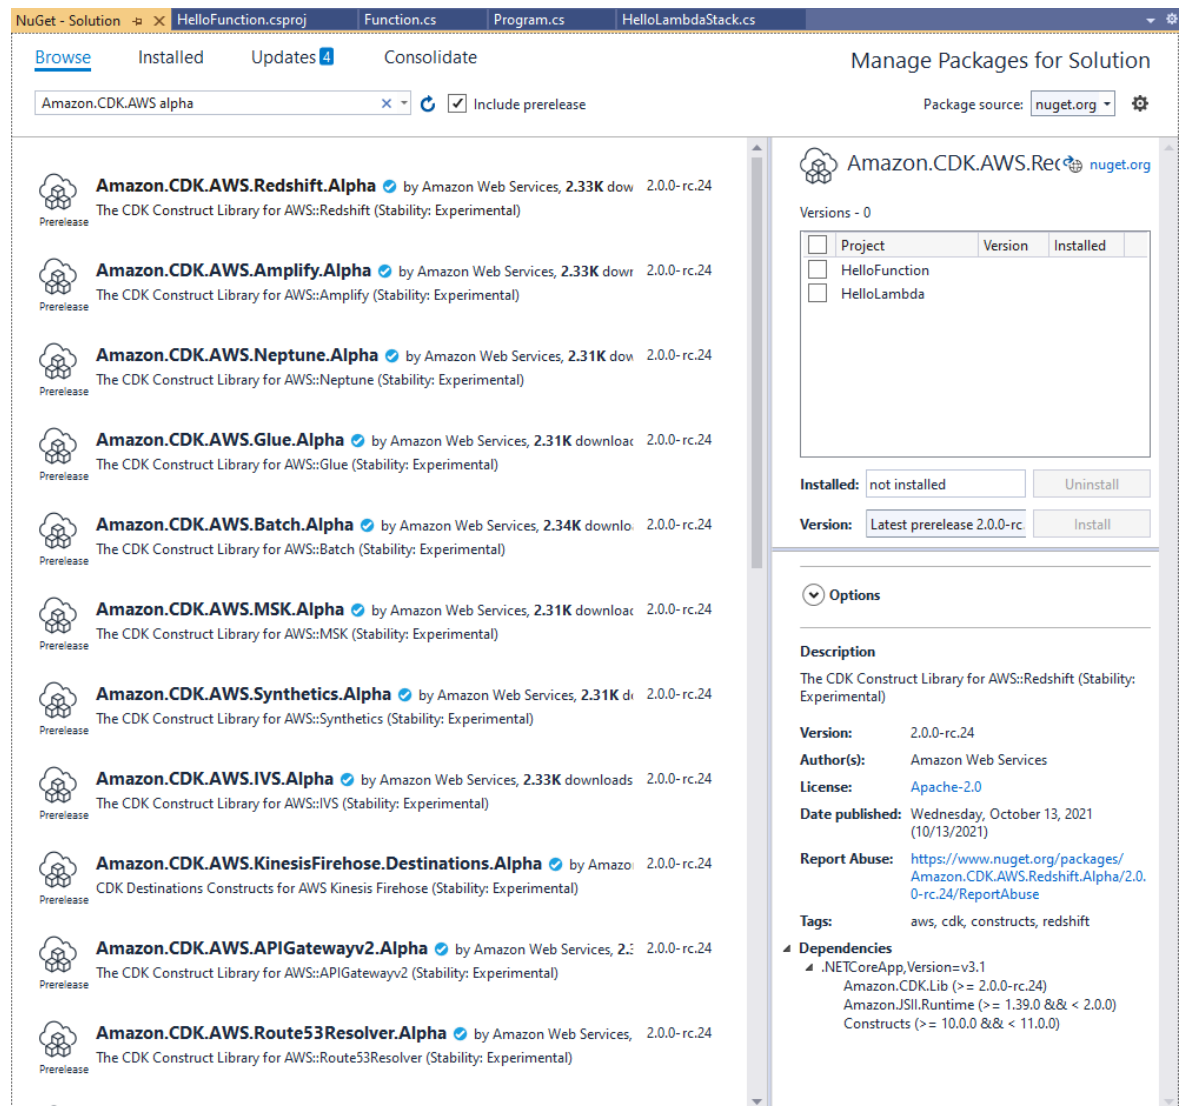 NuGet - Solution
HelloFunction.csproj
Function.cs
Program.cs
HelloLambdaStack.cs
Browse
Installed
Updates 4
Consolidate
Manage Packages for Solution
Amazon.CDK.AWS alpha
Include prerelease
Package source: nuget.org
Amazon.CDK.AWS.Redshift.Alpha by Amazon Web Services, 2.33K dow 2.0.0-rc.24
The CDK Construct Library for AWS::Redshift (Stability: Experimental)
Prerelease
Amazon.CDK.AWS.Amplify.Alpha by Amazon Web Services, 2.33K dowr 2.0.0-rc.24
The CDK Construct Library for AWS::Amplify (Stability: Experimental)
Prerelease
Amazon.CDK.AWS.Neptune.Alpha by Amazon Web Services, 2.31K dow 2.0.0-rc.24
The CDK Construct Library for AWS::Neptune (Stability: Experimental)
Prerelease
Amazon.CDK.AWS.Glue.Alpha by Amazon Web Services, 2.31K downloac 2.0.0-rc.24
The CDK Construct Library for AWS::Glue (Stability: Experimental)
Prerelease
Amazon.CDK.AWS.Batch.Alpha by Amazon Web Services, 2.34K downlo 2.0.0-rc.24
The CDK Construct Library for AWS::Batch (Stability: Experimental)
Prerelease
Amazon.CDK.AWS.MSK.Alpha by Amazon Web Services, 2.31K downloac 2.0.0-rc.24
The CDK Construct Library for AWS::MSK (Stability: Experimental)
Prerelease
Amazon.CDK.AWS.Synthetics.Alpha by Amazon Web Services, 2.31K d 2.0.0-rc.24
The CDK Construct Library for AWS::Synthetics (Stability: Experimental)
Prerelease
Amazon.CDK.AWS.IVS.Alpha by Amazon Web Services, 2.33K downloads 2.0.0-rc.24
The CDK Construct Library for AWS::IVS (Stability: Experimental)
Prerelease
Amazon.CDK.AWS.KinesisFirehose.Destinations.Alpha by Amazo 2.0.0-rc.24
CDK Destinations Constructs for AWS Kinesis Firehose (Stability: Experimental)
Prerelease
Amazon.CDK.AWS.APIGatewayv2.Alpha by Amazon Web Services, 2.3 2.0.0-rc.24
The CDK Construct Library for AWS::APIGatewayv2 (Stability: Experimental)
Prerelease
Amazon.CDK.AWS.Route53Resolver.Alpha by Amazon Web Services, 2.0.0-rc.24
The CDK Construct Library for AWS::Route53Resolver (Stability: Experimental)
Prerelease
Amazon.CDK.AWS.Rec nuget.org
Versions - 0
Project Version Installed
HelloFunction
HelloLambda
Installed: not installed Uninstall
Version: Latest prerelease 2.0.0-rc. Install
Options
Description
The CDK Construct Library for AWS::Redshift (Stability:
Experimental)
Version: 2.0.0-rc.24
Author(s): Amazon Web Services
License: Apache-2.0
Date published: Wednesday, October 13, 2021
(10/13/2021)
Report Abuse: https://www.nuget.org/packages/
Amazon.CDK.AWS.Redshift.Alpha/2.0.
0-rc.24/ReportAbuse
Tags: aws, cdk, constructs, redshift
Dependencies
.NETCoreApp,Version=v3.1
Amazon.CDK.Lib (>= 2.0.0-rc.24)
Amazon.JSII.Runtime (>= 1.39.0 && < 2.0.0)
Constructs (>= 10.0.0 && < 11.0.0)